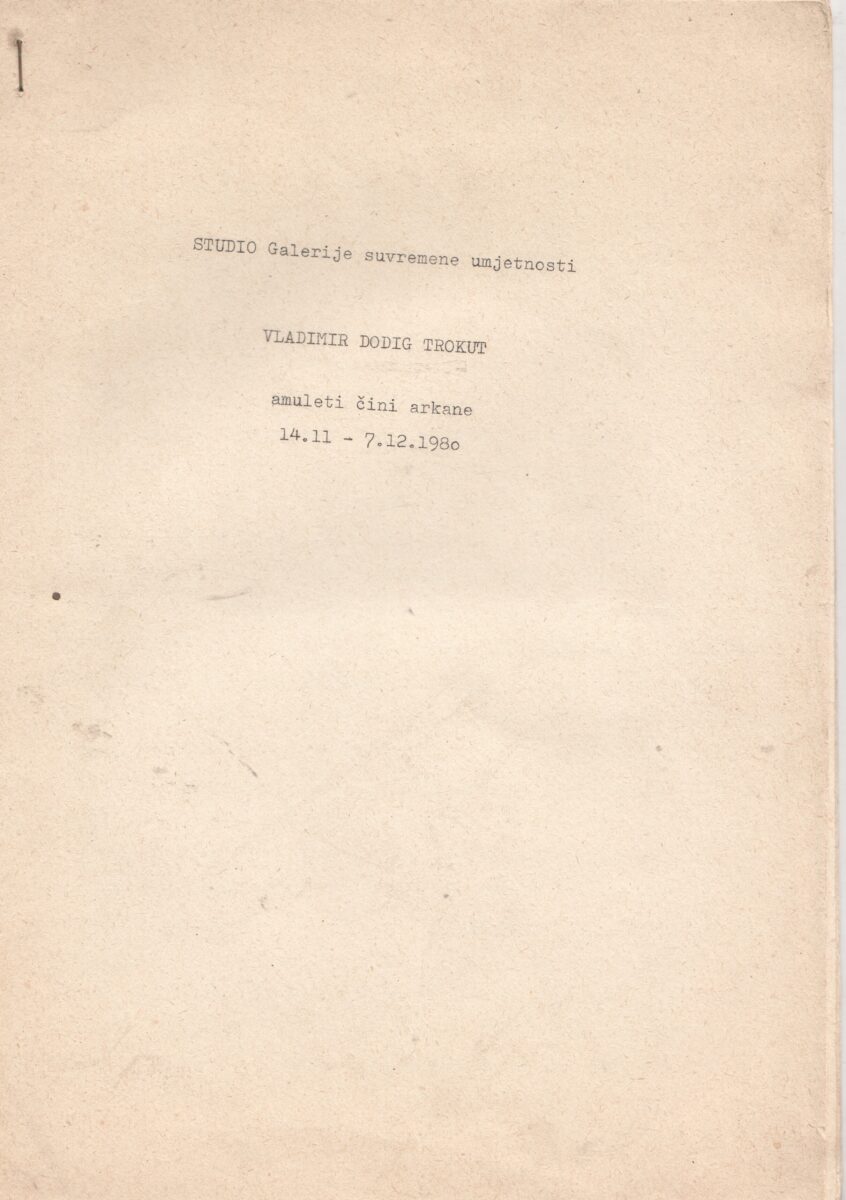 STUDIO Galerije suvremene umjetnosti
VLADIMIR DODIG TROKUT
amuleti čini arkane
14.11 - 7.12.198o